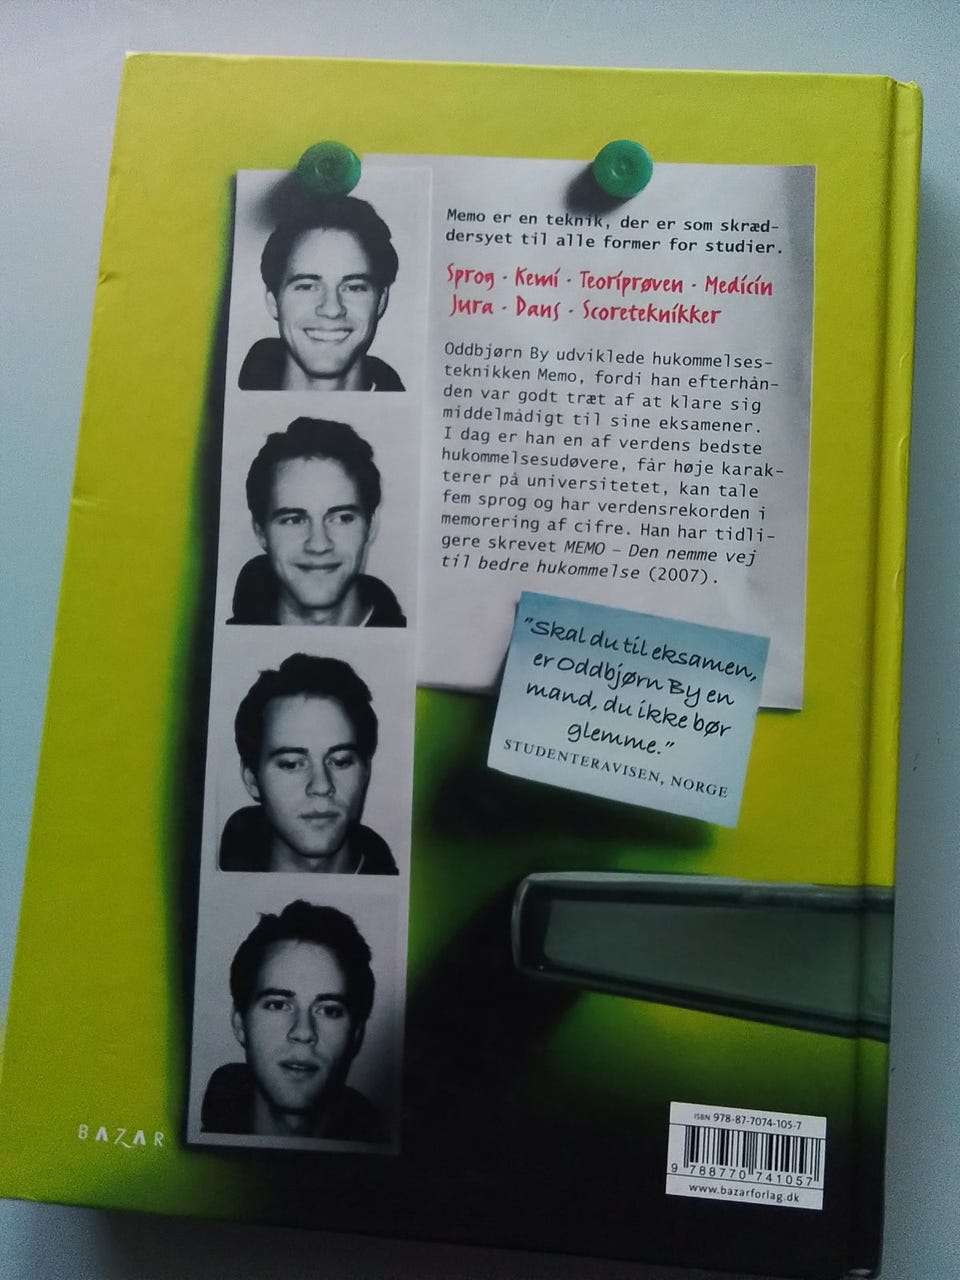 Memo er en teknik, der er som skræd-
dersyet til alle former for studier.
Sprog · Kemi · Teoriprøven · Medicin
Jura · Dans · Scoreteknikker
Oddbjørn By udviklede hukommelses-
teknikken Memo, fordi han efterhån-
den var godt træt af at klare sig
middelmådigt til sine eksamener.
I dag er han en af verdens bedste
hukommelsesudøvere, får høje karak-
terer på universitetet, kan tale
fem sprog og har verdensrekorden i
memorering af cifre. Han har tidli-
gere skrevet MEMO – Den nemme vej
til bedre hukommelse (2007).
"Skal du til eksamen,
er Oddbjørn By en
mand, du ikke bør
glemme."
STUDENTERAVISEN, NORGE
BAZAR
ISBN 978-87-7074-105-7
9 788770 741057
www.bazarforlag.dk